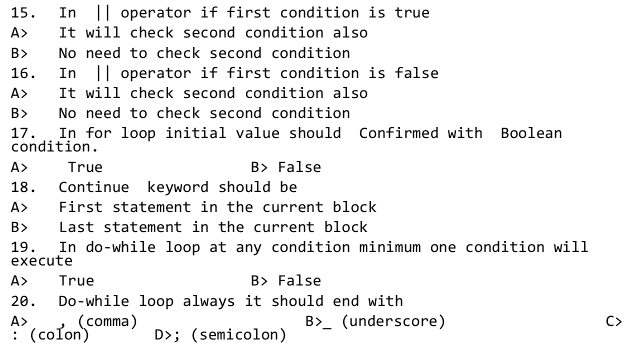 15. In || operator if first condition is true
A> It will check second condition also
B> No need to check second condition
16. In || operator if first condition is false
A> It will check second condition also
B> No need to check second condition
17. In for loop initial value should Confirmed with Boolean
condition.
A> True B> False
18. Continue keyword should be
A> First statement in the current block
B> Last statement in the current block
19. In do-while loop at any condition minimum one condition will
execute
A> True B> False
20. Do-while loop always it should end with
A> , (comma) B>_ (underscore) C>
: (colon) D>; (semicolon)